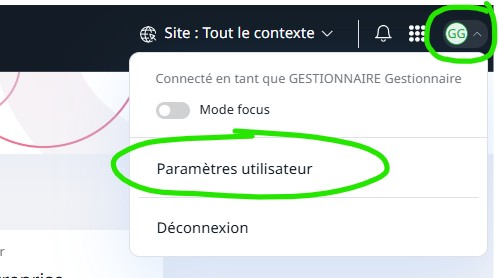 Site : Tout le contexte
GG
Connecté en tant que GESTIONNAIRE Gestionnaire
Mode focus
Paramètres utilisateur
Déconnexion
r